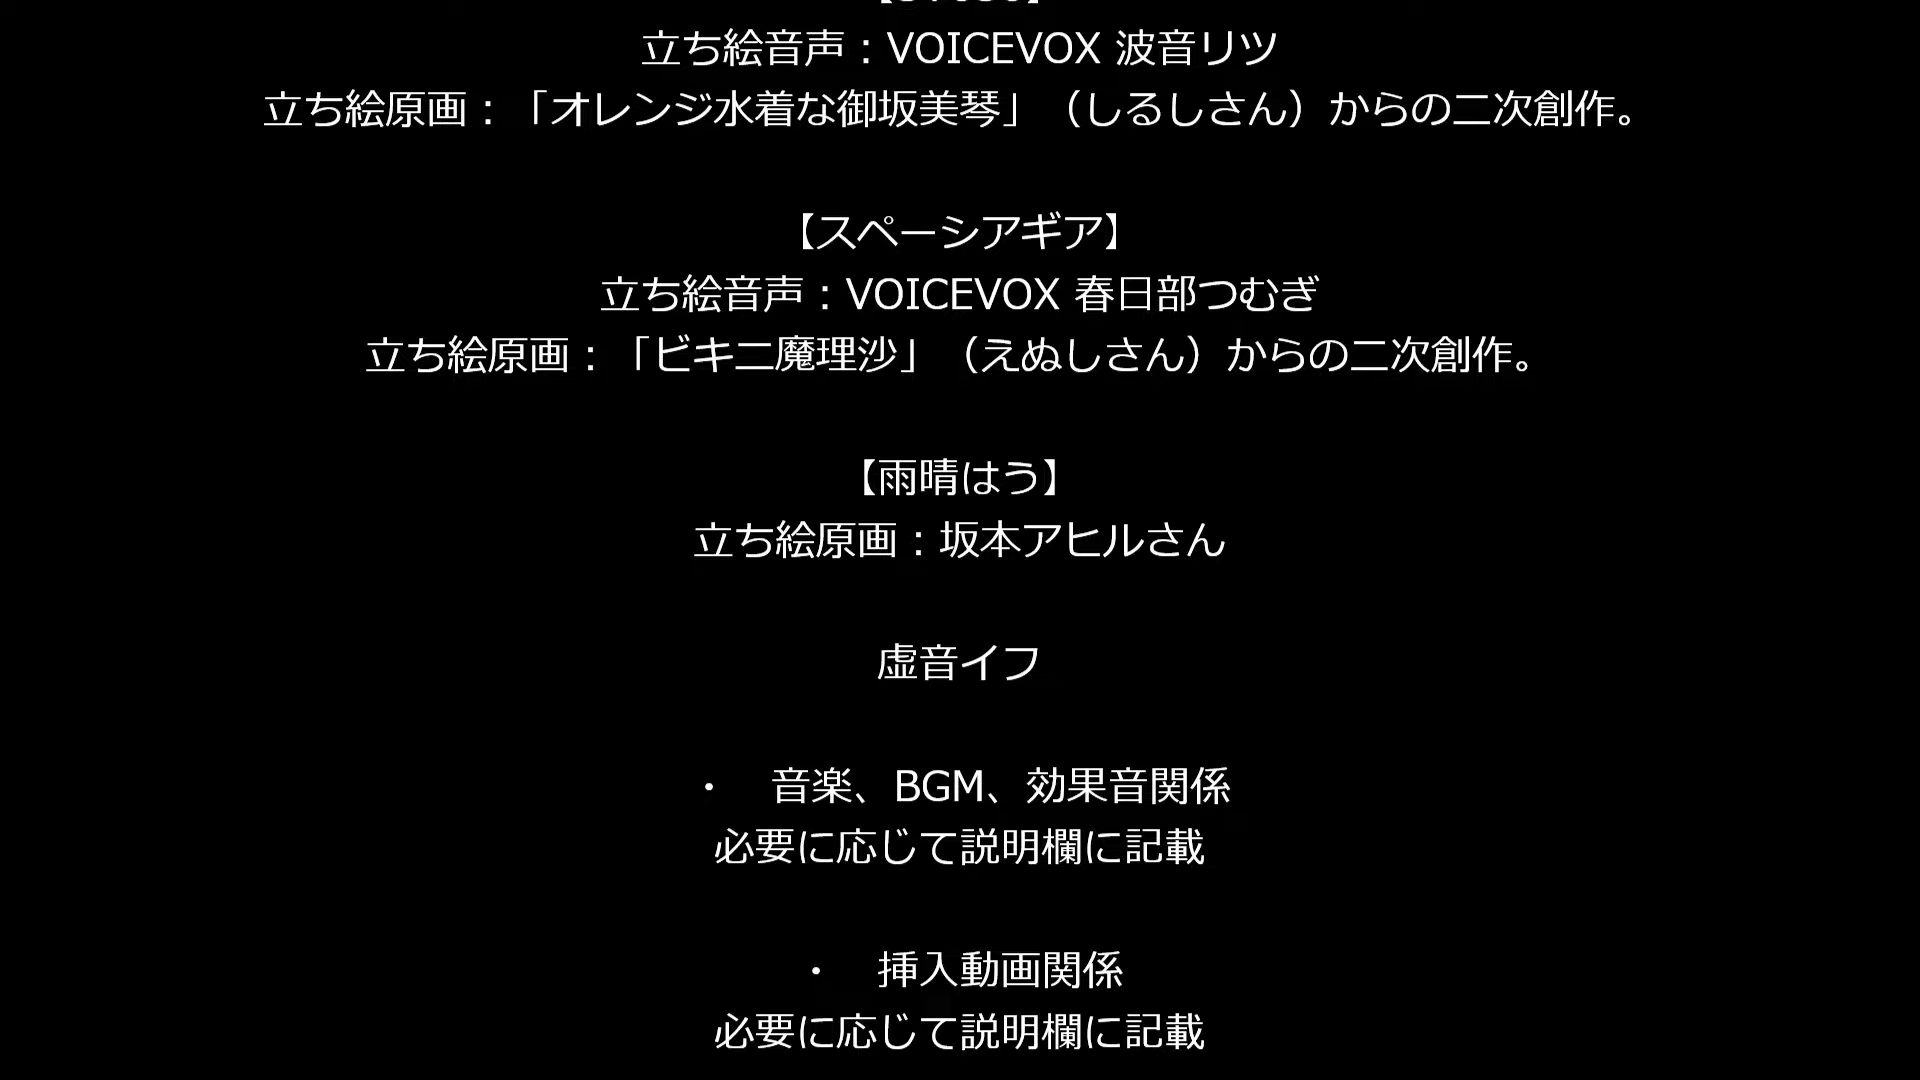 立ち絵音声：VOICEVOX 波音リツ
立ち絵原画：「オレンジ水着な御坂美琴」（しるしさん）からの二次創作。
【スペーシアギア】
立ち絵音声：VOICEVOX 春日部つむぎ
立ち絵原画：「ビキニ魔理沙」（えぬしさん）からの二次創作。
【雨晴はう】
立ち絵原画：坂本アヒルさん
虚音イフ
・　音楽、BGM、効果音関係
必要に応じて説明欄に記載
・　挿入動画関係
必要に応じて説明欄に記載